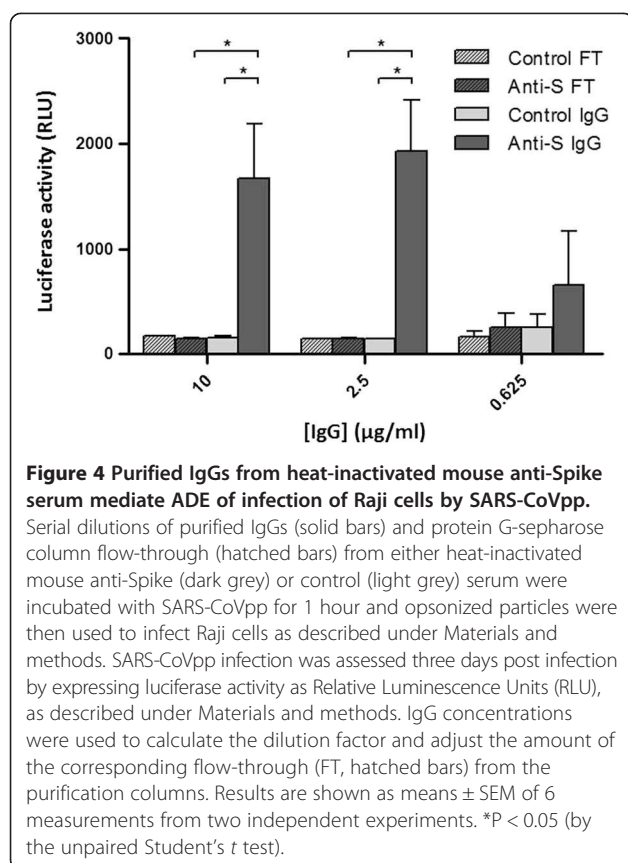 3000
2000
1000
0
Luciferase activity (RLU)
*
*
*
*
Control FT
Anti-S FT
Control IgG
Anti-S IgG
10
2.5
0.625
[IgG] (µg/ml)
Figure 4 Purified IgGs from heat-inactivated mouse anti-Spike
serum mediate ADE of infection of Raji cells by SARS-CoVpp.
Serial dilutions of purified IgGs (solid bars) and protein G-sepharose
column flow-through (hatched bars) from either heat-inactivated
mouse anti-Spike (dark grey) or control (light grey) serum were
incubated with SARS-CoVpp for 1 hour and opsonized particles were
then used to infect Raji cells as described under Materials and
methods. SARS-CoVpp infection was assessed three days post infection
by expressing luciferase activity as Relative Luminescence Units (RLU),
as described under Materials and methods. IgG concentrations
were used to calculate the dilution factor and adjust the amount of
the corresponding flow-through (FT, hatched bars) from the
purification columns. Results are shown as means ± SEM of 6
measurements from two independent experiments. *P < 0.05 (by
the unpaired Student's t test).